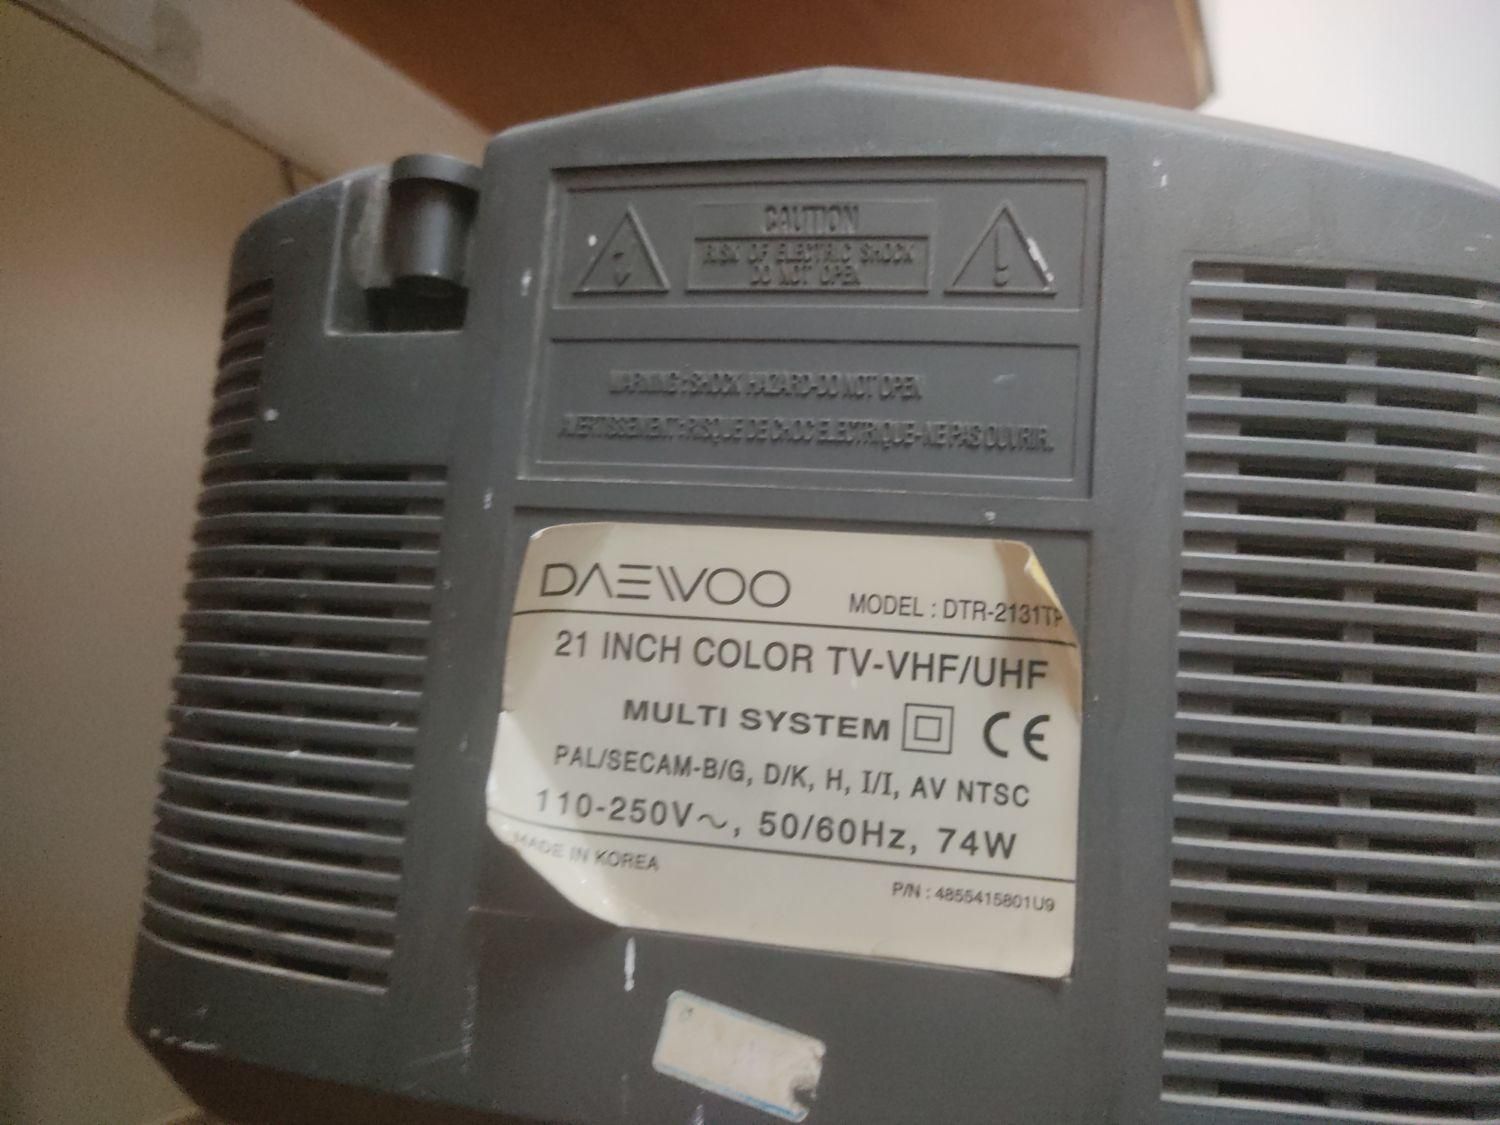 CAUTION
RISK OF ELECTRIC SHOCK
DO NOT OPEN
WARNING:SHOCK HAZARD-DO NOT OPEN
AVERTISSEMENT:RISQUE DE CHOC ELECTRIQUE-NE PAS OUVRIR.
DAEWOO
MODEL : DTR-2131TP
21 INCH COLOR TV-VHF/UHF
MULTI SYSTEM CE
PAL/SECAM-B/G, D/K, H, I/I, AV NTSC
110-250V~, 50/60Hz, 74W
MADE IN KOREA
P/N : 4855415801U9